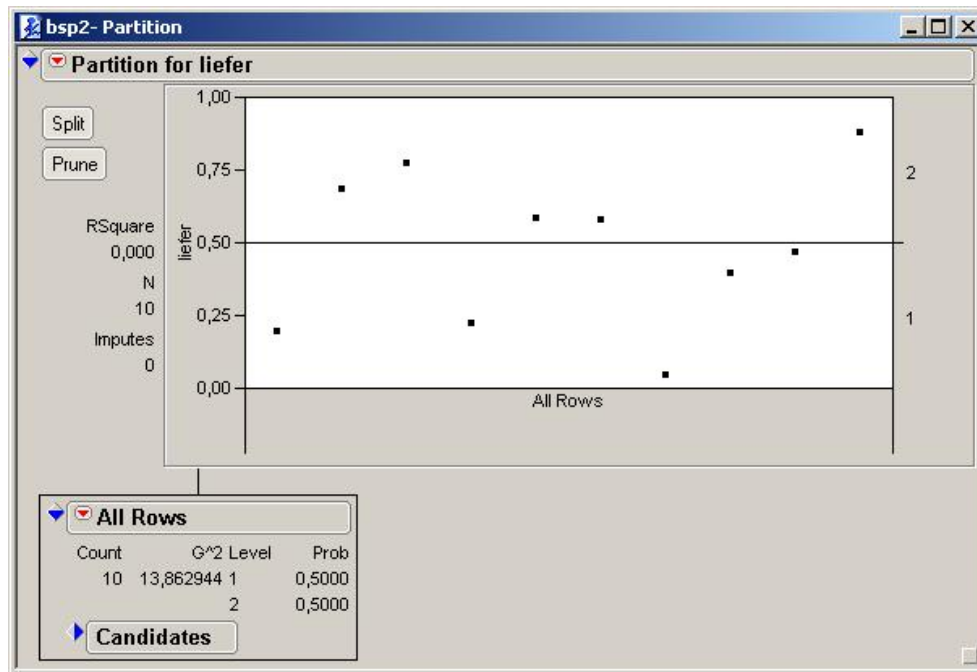 bsp2- Partition
Partition for liefer
Split
Prune
RSquare
0,000
N
10
Imputes
0
liefer
1,00
0,75
0,50
0,25
0,00
2
1
All Rows
All Rows
Count G^2 Level Prob
10 13,862944 1 0,5000
2 0,5000
Candidates